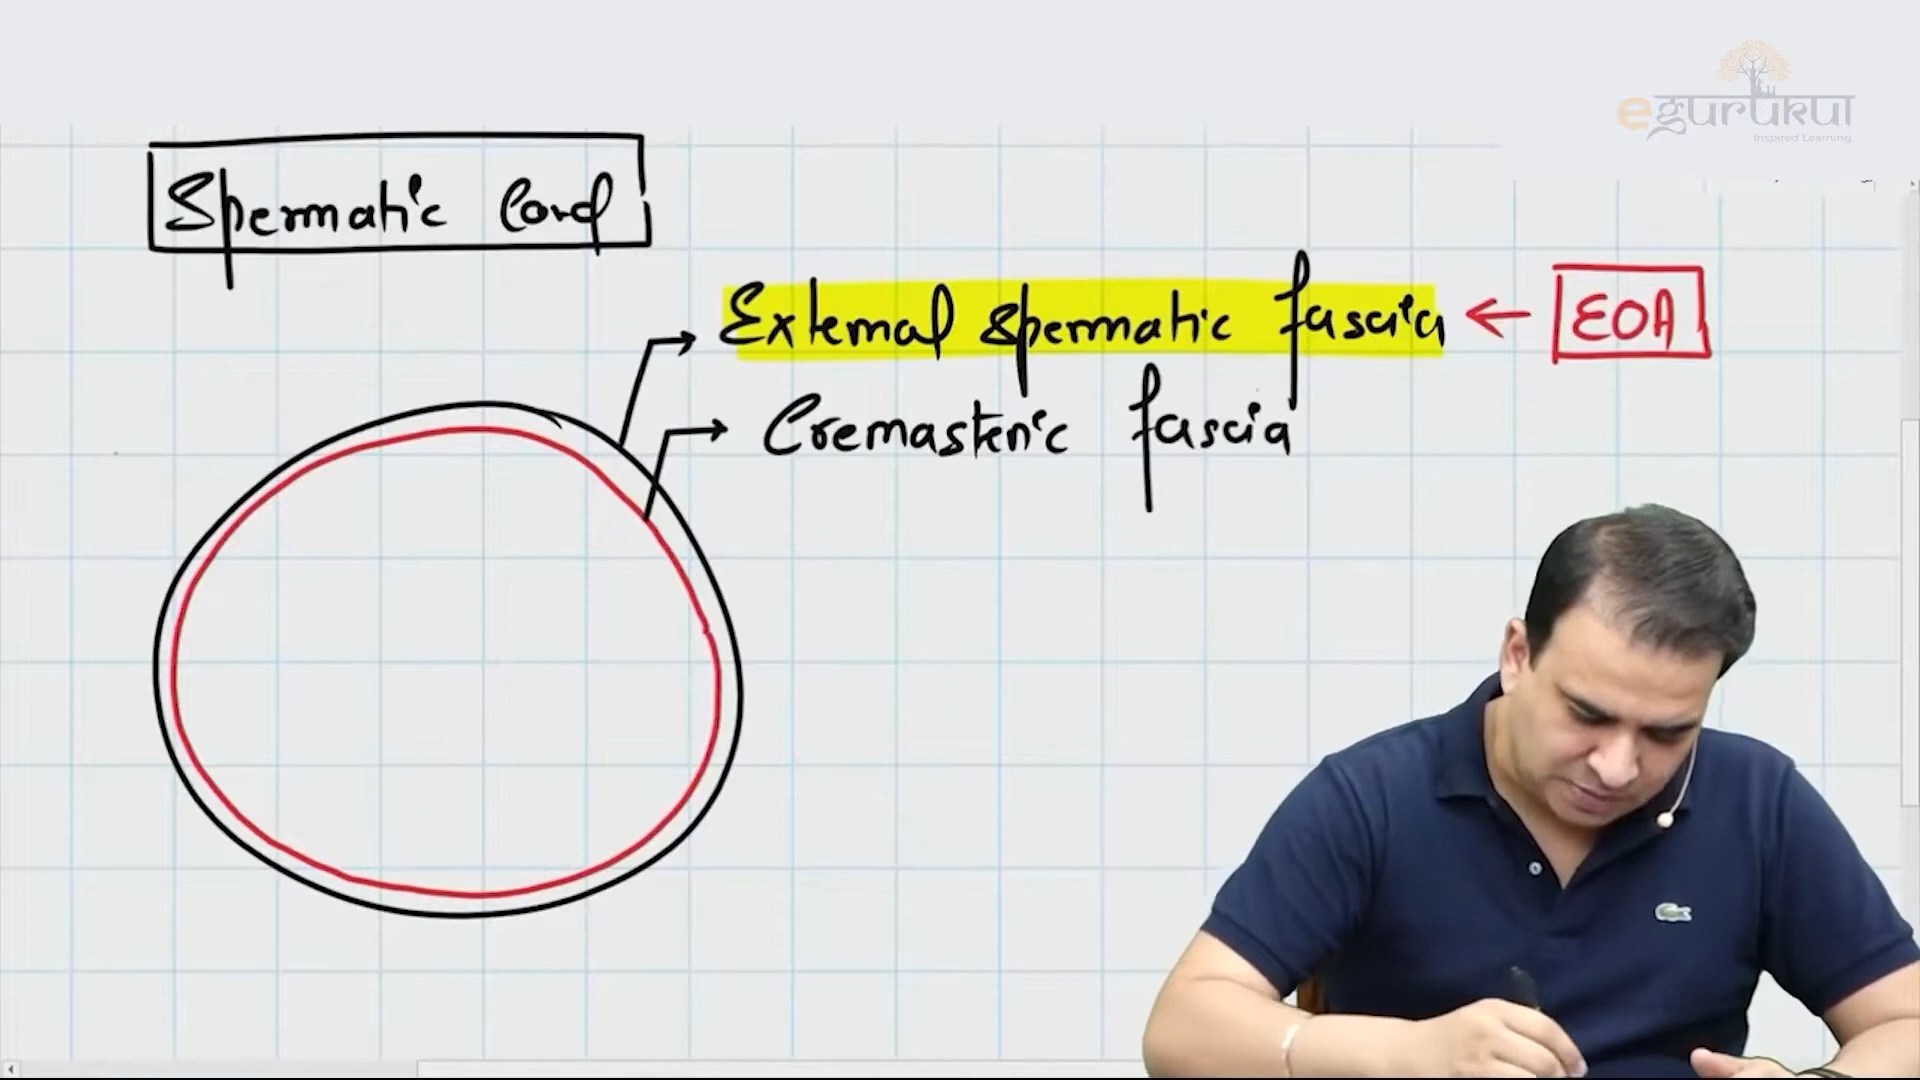 egurukul
Inspired Learning
Spermatic Cord
External spermatic fascia ← EOA
Cremasteric fascia